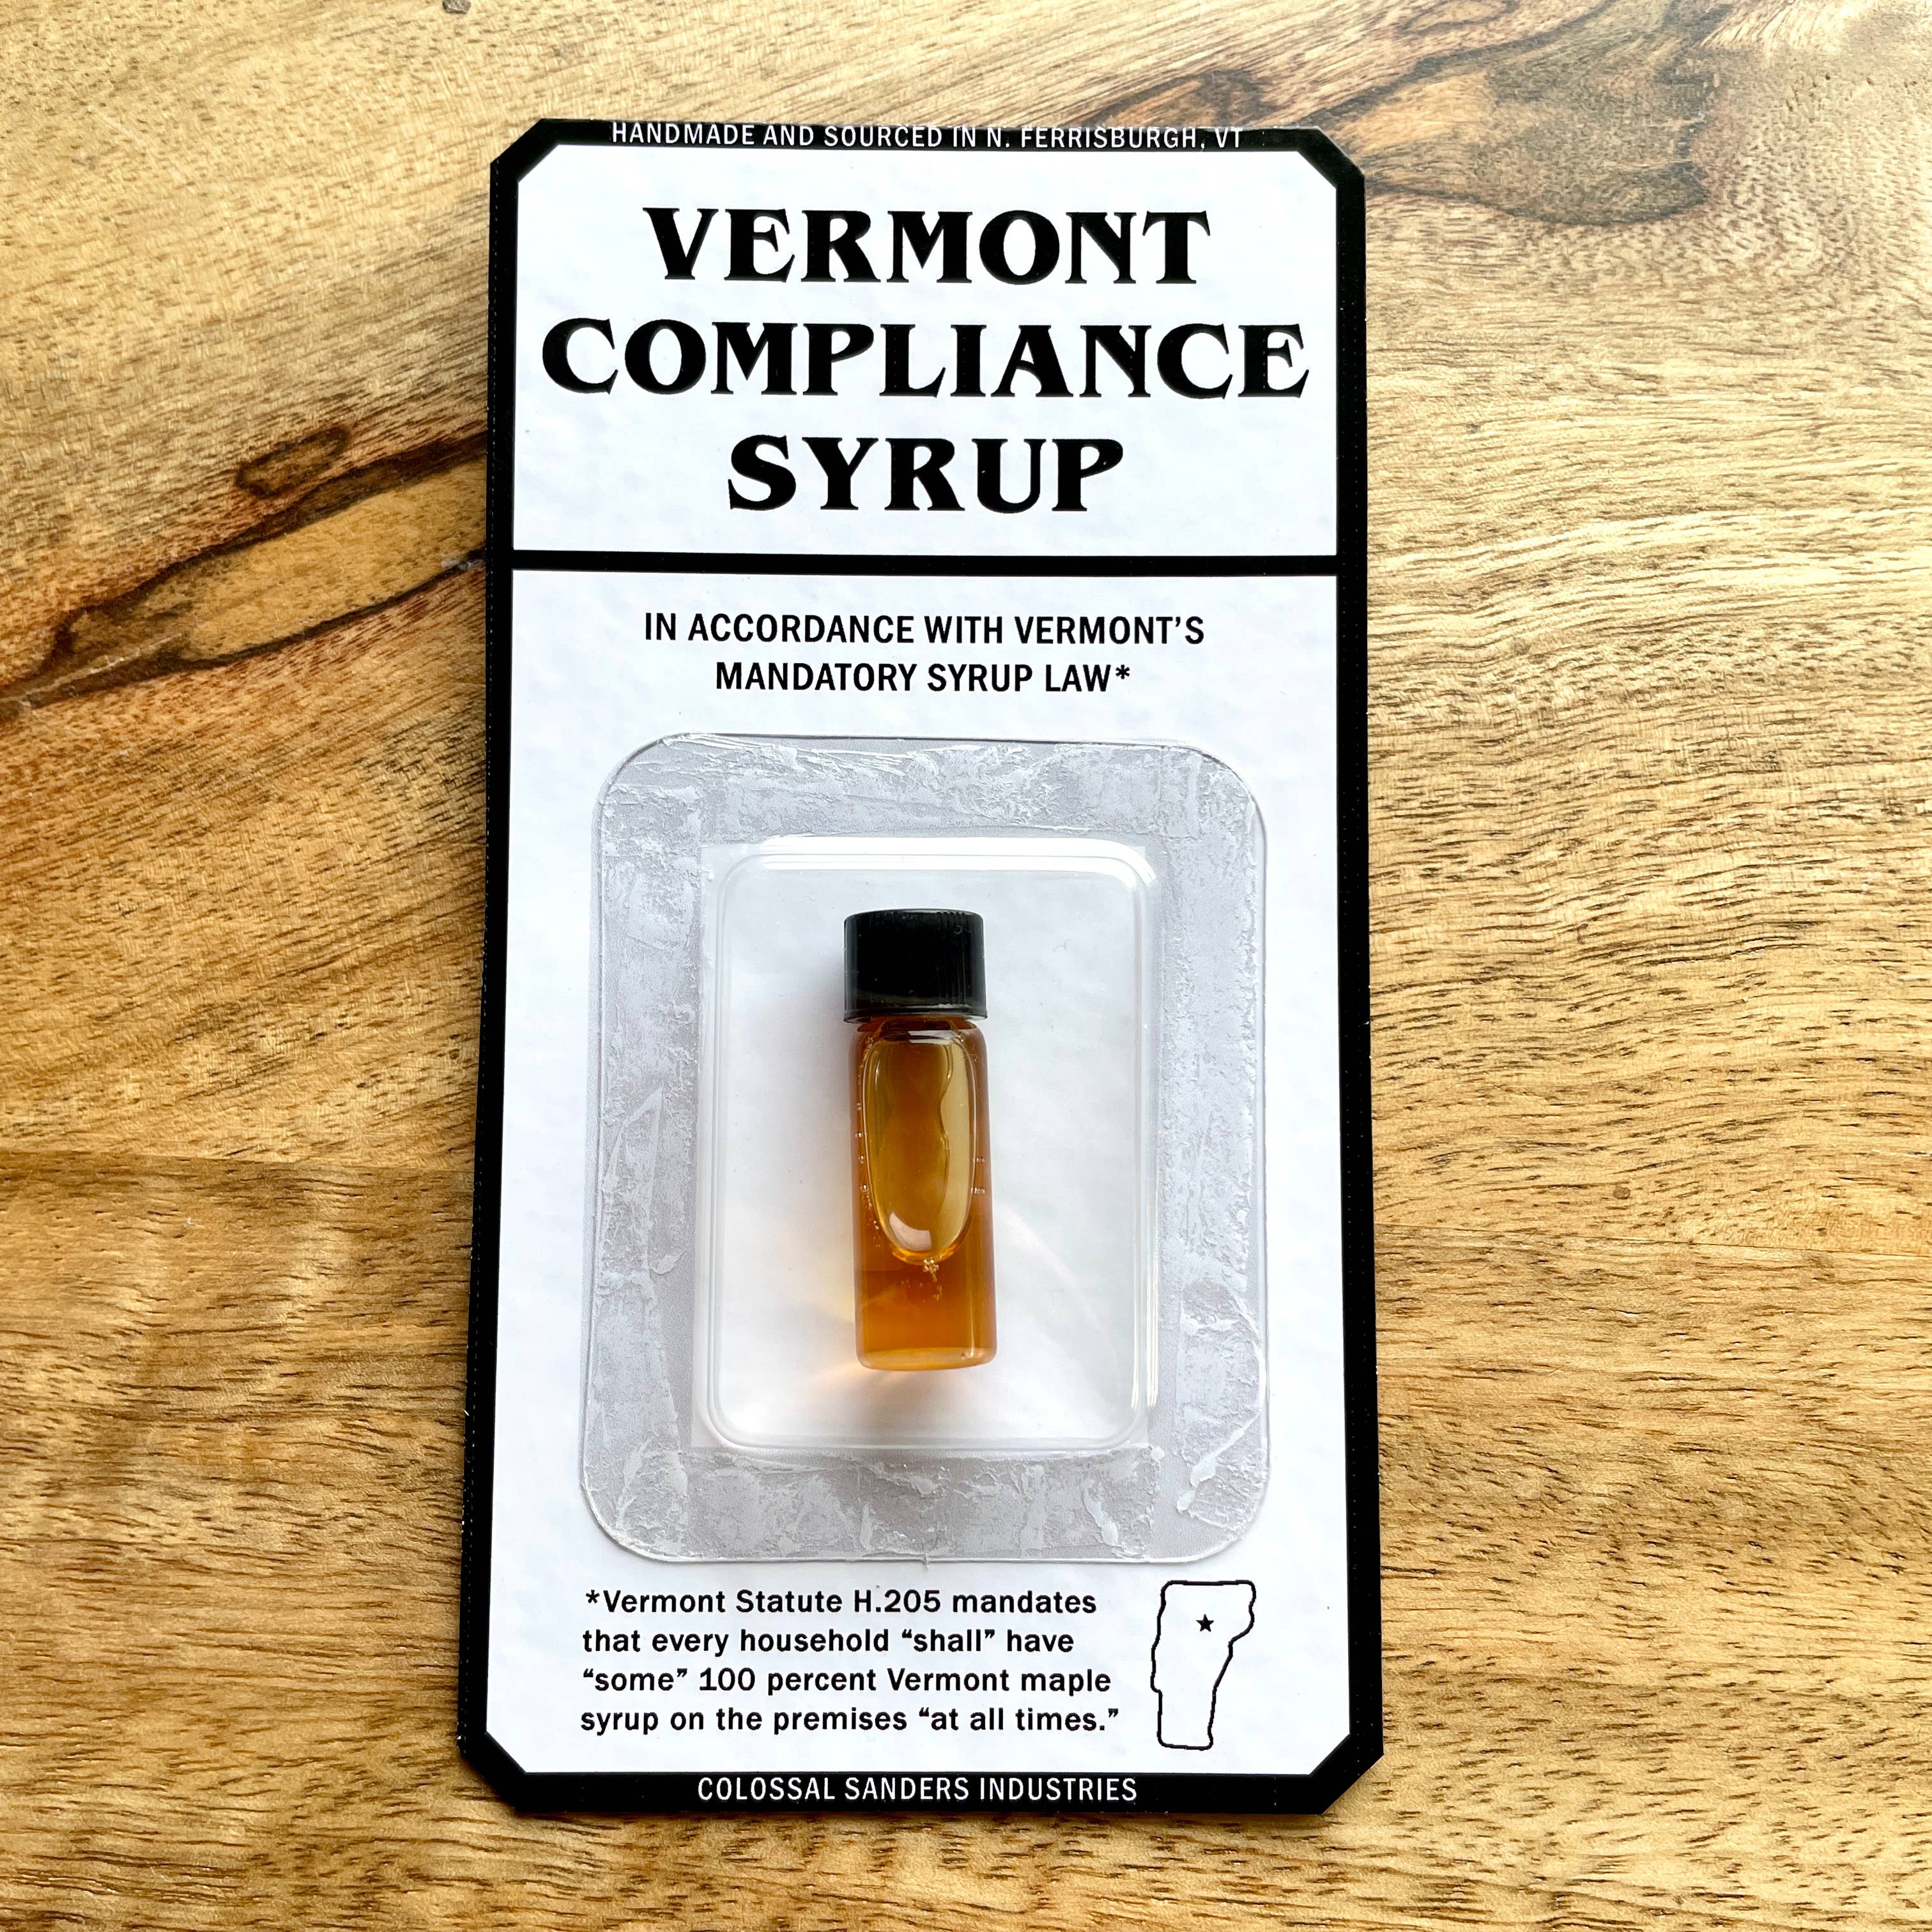 HANDMADE AND SOURCED IN N. FERRISBURGH, VT
VERMONT
COMPLIANCE
SYRUP
IN ACCORDANCE WITH VERMONT’S
MANDATORY SYRUP LAW*
*Vermont Statute H.205 mandates
that every household “shall” have
“some” 100 percent Vermont maple
syrup on the premises “at all times.”
COLOSSAL SANDERS INDUSTRIES